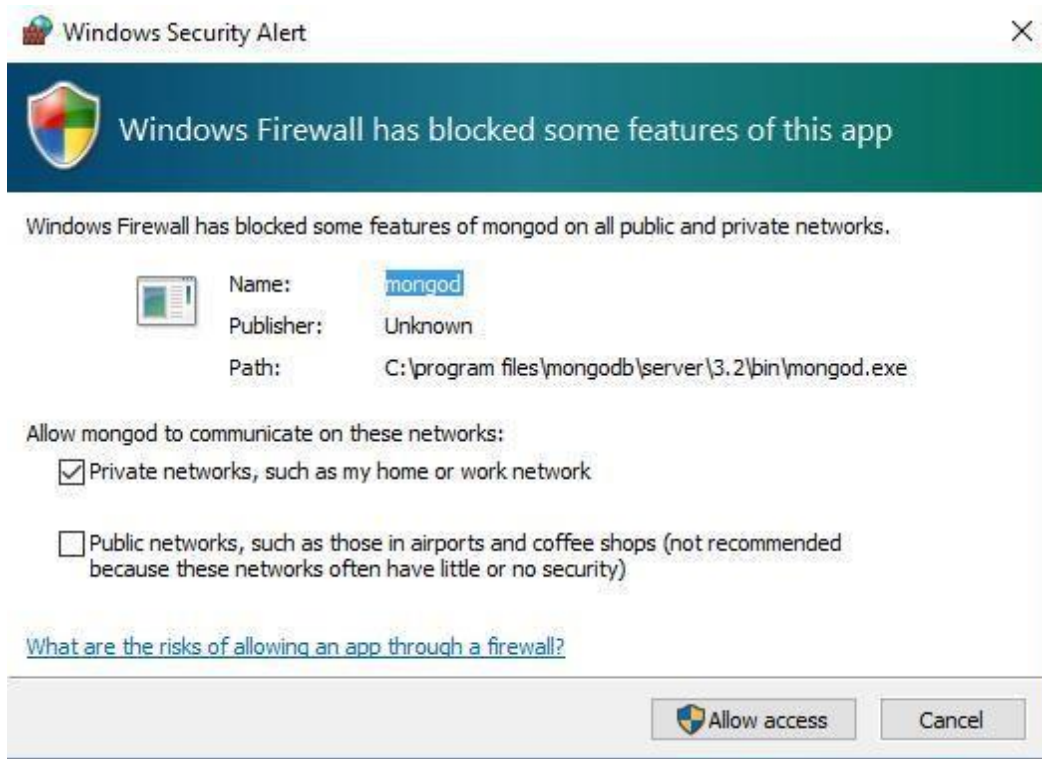 Windows Security Alert
Windows Firewall has blocked some features of this app
Windows Firewall has blocked some features of mongod on all public and private networks.
Name: mongod
Publisher: Unknown
Path: C:\program files\mongodb\server\3.2\bin\mongod.exe
Allow mongod to communicate on these networks:
Private networks, such as my home or work network
Public networks, such as those in airports and coffee shops (not recommended
because these networks often have little or no security)
What are the risks of allowing an app through a firewall?
Allow access Cancel